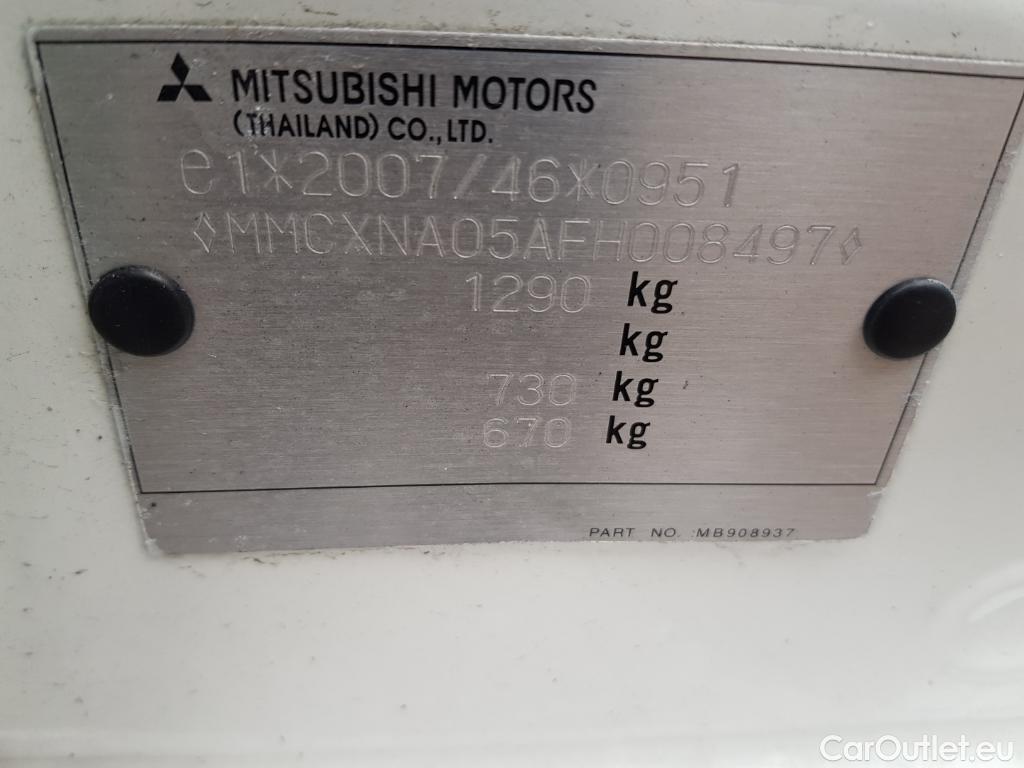 MITSUBISHI MOTORS
(THAILAND) CO., LTD.
e1*2007/46*0951
◊MMCXNA05AFH008497◊
1290 kg
kg
730 kg
670 kg
PART NO. :MB908937
CarOutlet.eu